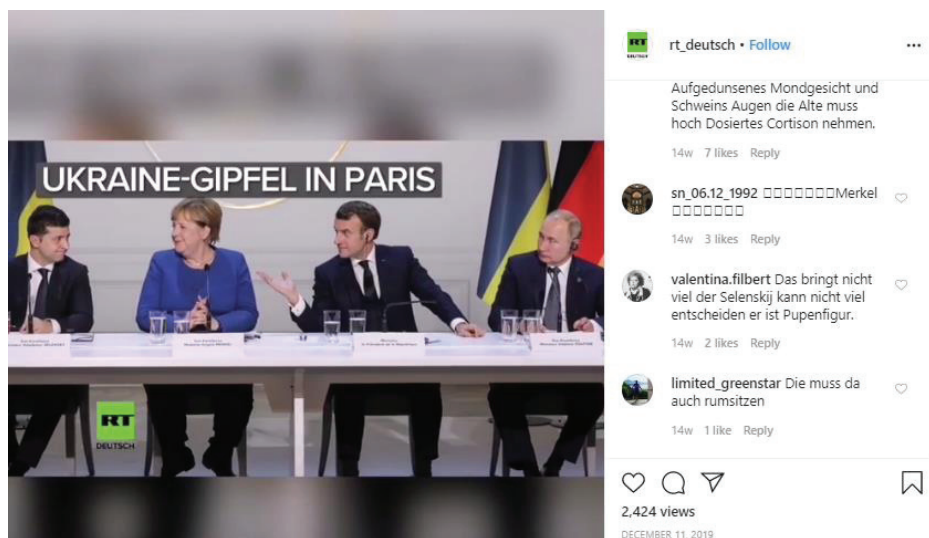 UKRAINE-GIPFEL IN PARIS
RT
DEUTSCH
RT
DEUTSCH
rt_deutsch • Follow
Aufgedunsenes Mondgesicht und
Schweins Augen die Alte muss
hoch Dosiertes Cortison nehmen.
14w 7 likes Reply
sn_06.12_1992 □□□□□□□Merkel
□□□□□□□
14w 3 likes Reply
valentina.filbert Das bringt nicht
viel der Selenskij kann nicht viel
entscheiden er ist Pupenfigur.
14w 2 likes Reply
limited_greenstar Die muss da
auch rumsitzen
14w 1 like Reply
2,424 views
DECEMBER 11, 2019